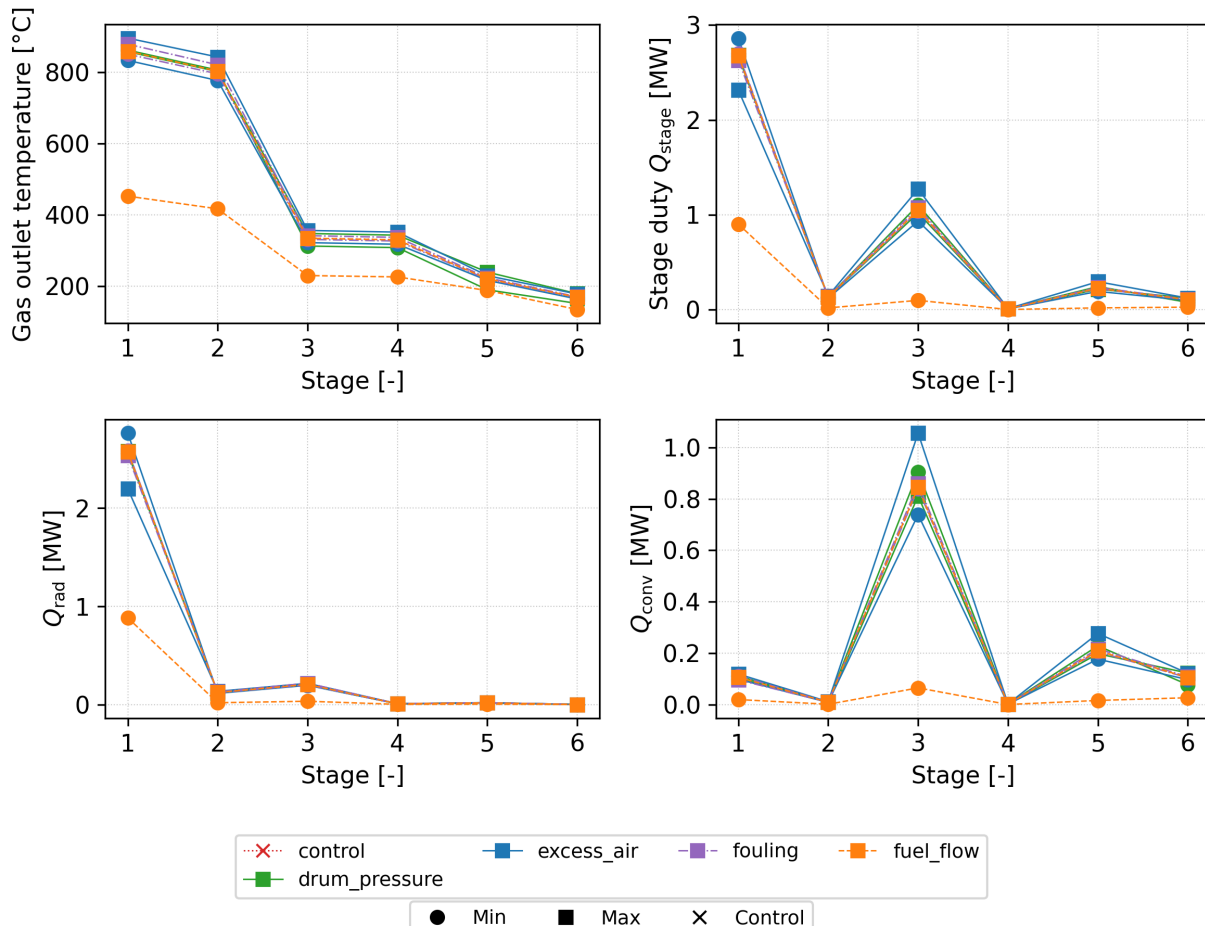 Gas outlet temperature [°C]
800
600
400
200
1 2 3 4 5 6
Stage [-]
Stage duty Qstage [MW]
3
2
1
0
1 2 3 4 5 6
Stage [-]
Qrad [MW]
2
1
0
1 2 3 4 5 6
Stage [-]
Qconv [MW]
1.0
0.8
0.6
0.4
0.2
0.0
1 2 3 4 5 6
Stage [-]
control excess_air fouling fuel_flow
drum_pressure
Min Max Control